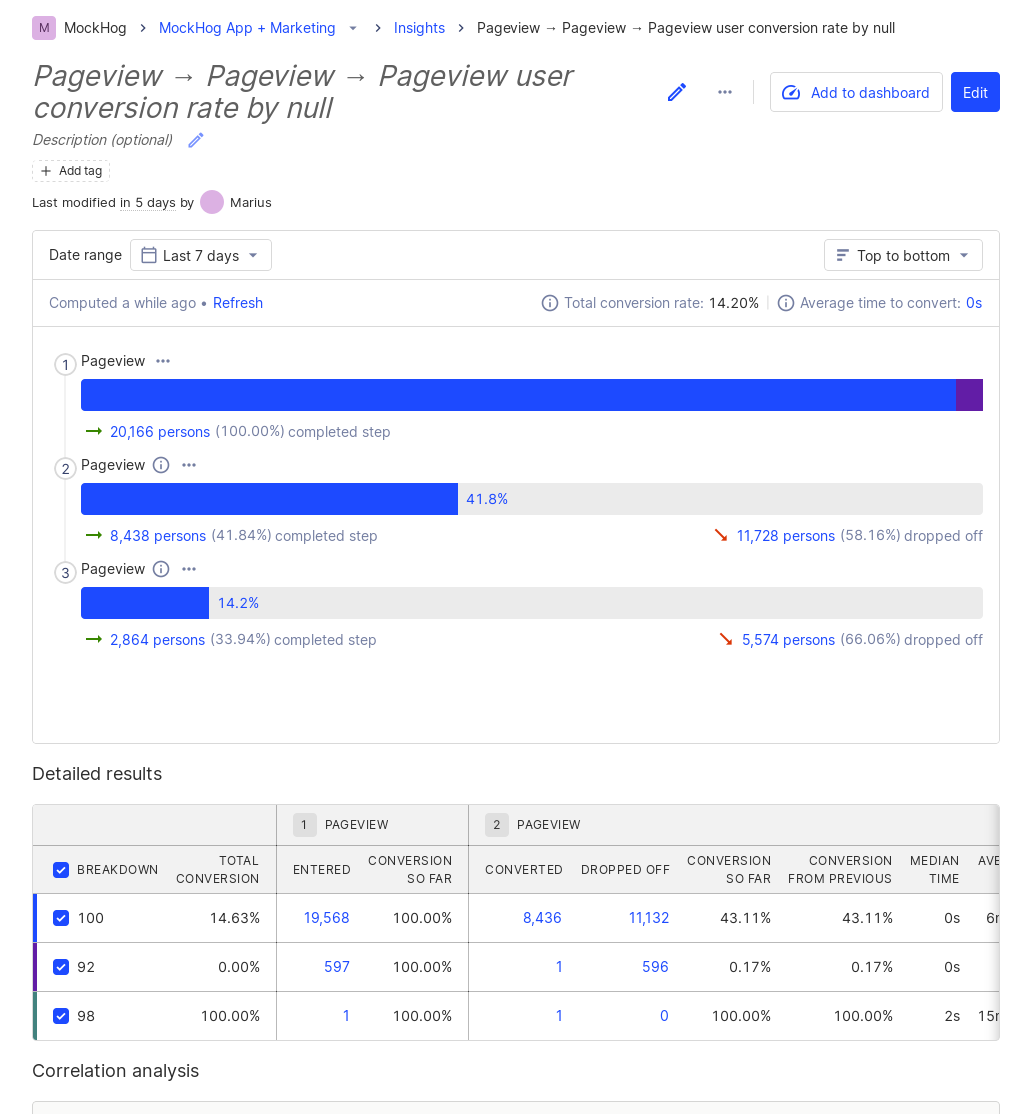 M MockHog > MockHog App + Marketing > Insights > Pageview → Pageview → Pageview user conversion rate by null
Pageview → Pageview → Pageview user
conversion rate by null
Add to dashboard
Edit
Description (optional)
+ Add tag
Last modified in 5 days by Marius
Date range Last 7 days Top to bottom
Computed a while ago • Refresh Total conversion rate: 14.20% Average time to convert: 0s
1 Pageview
20,166 persons (100.00%) completed step
2 Pageview
41.8%
8,438 persons (41.84%) completed step 11,728 persons (58.16%) dropped off
3 Pageview
14.2%
2,864 persons (33.94%) completed step 5,574 persons (66.06%) dropped off
Detailed results
1 PAGEVIEW 2 PAGEVIEW
TOTAL CONVERSION CONVERSION CONVERSION MEDIAN
BREAKDOWN ENTERED CONVERTED DROPPED OFF
CONVERSION SO FAR SO FAR FROM PREVIOUS TIME
100 14.63% 19,568 100.00% 8,436 11,132 43.11% 43.11% 0s
92 0.00% 597 100.00% 1 596 0.17% 0.17% 0s
98 100.00% 1 100.00% 1 0 100.00% 100.00% 2s
Correlation analysis